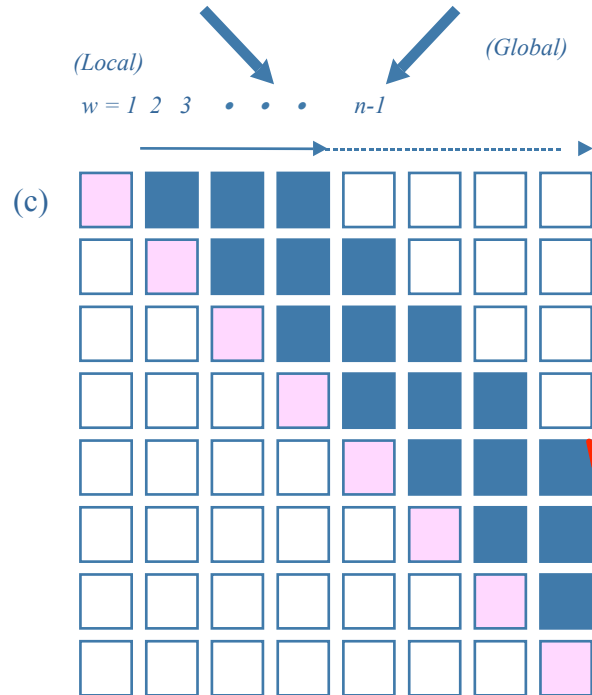 (Local)
(Global)
w = 1 2 3 • • • n-1
(c)